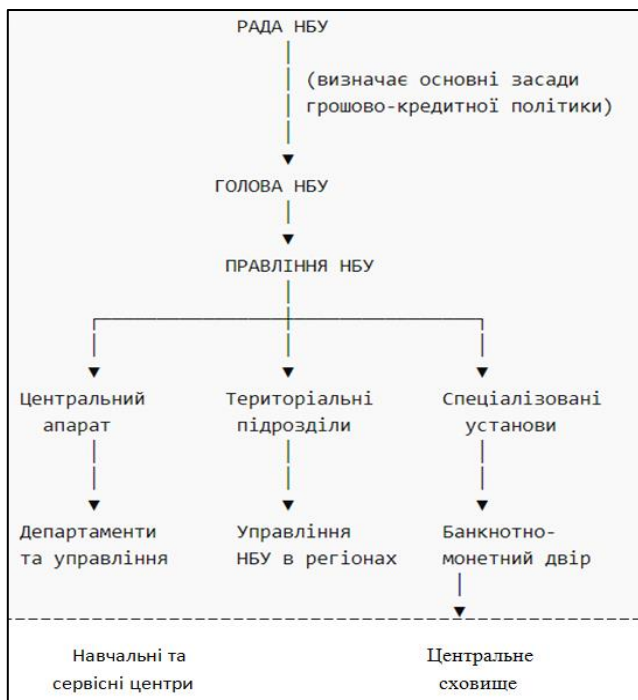 РАДА НБУ
(визначає основні засади
грошово-кредитної політики)
ГОЛОВА НБУ
ПРАВЛІННЯ НБУ
Центральний
апарат
Територіальні
підрозділи
Спеціалізовані
установи
Департаменти
та управління
Управління
НБУ в регіонах
Банкнотно-
монетний двір
Навчальні та
сервісні центри
Центральне
сховище